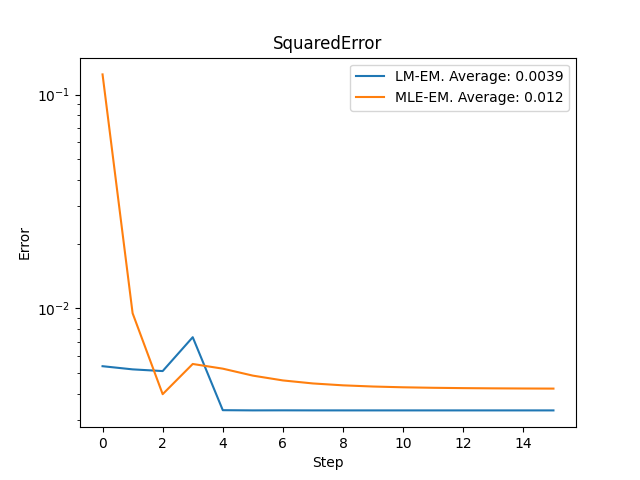 SquaredError
LM-EM. Average: 0.0039
MLE-EM. Average: 0.012
10⁻¹
10⁻²
Error
0 2 4 6 8 10 12 14
Step